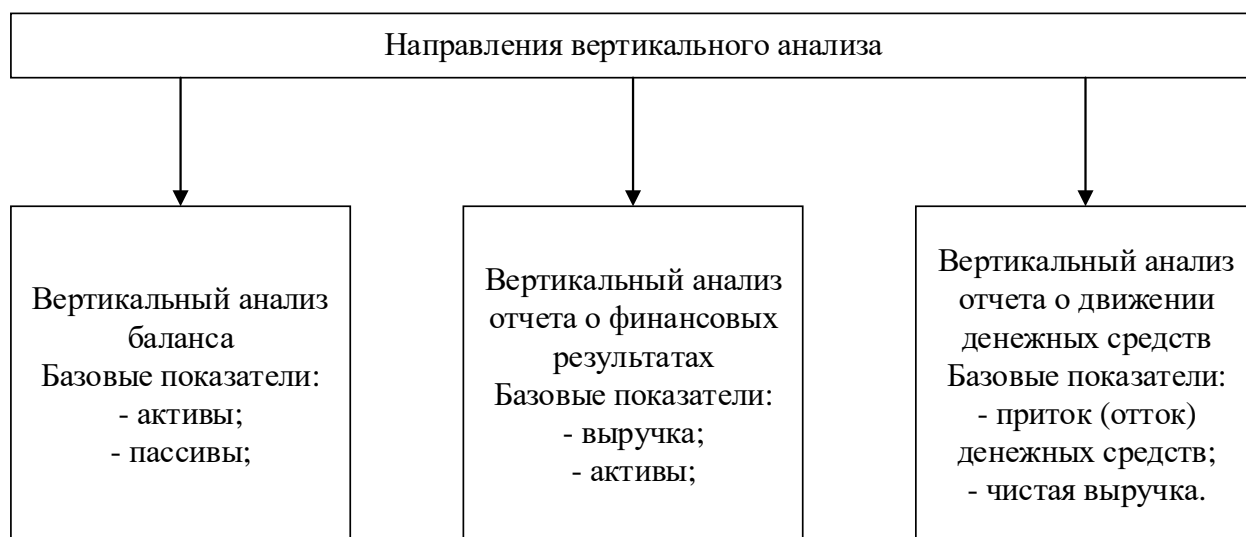 Направления вертикального анализа
Вертикальный анализ
баланса
Базовые показатели:
- активы;
- пассивы;
Вертикальный анализ
отчета о финансовых
результатах
Базовые показатели:
- выручка;
- активы;
Вертикальный анализ
отчета о движении
денежных средств
Базовые показатели:
- приток (отток)
денежных средств;
- чистая выручка.